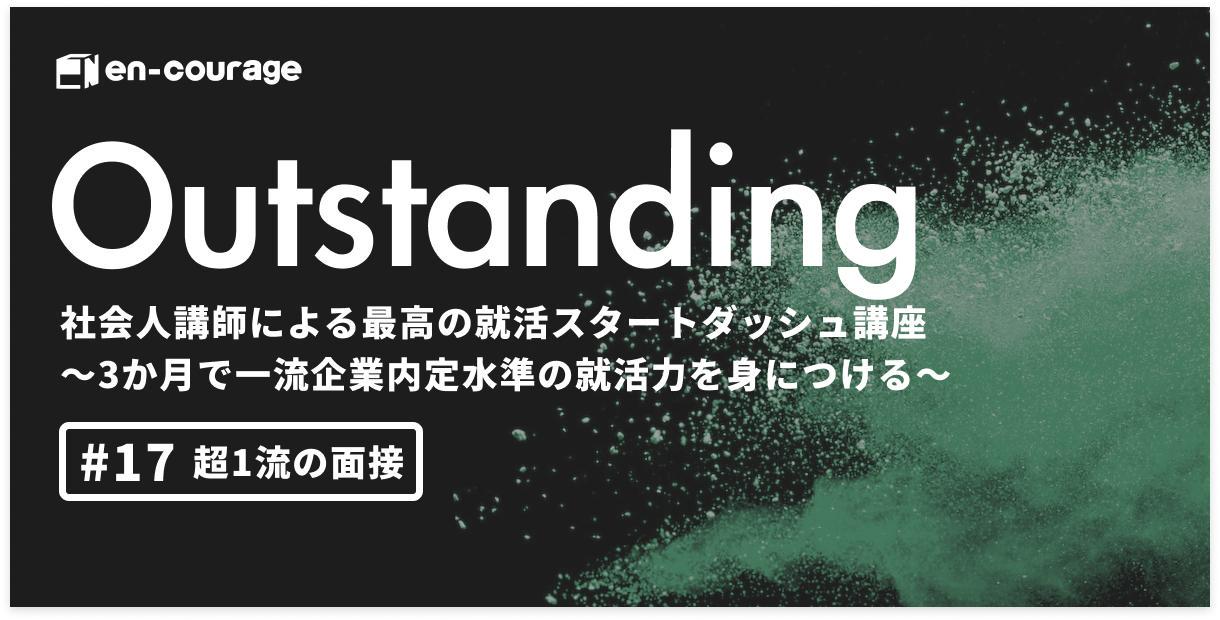 en-courage
Outstanding
社会人講師による最高の就活スタートダッシュ講座
〜3か月で一流企業内定水準の就活力を身につける〜
#17 超1流の面接